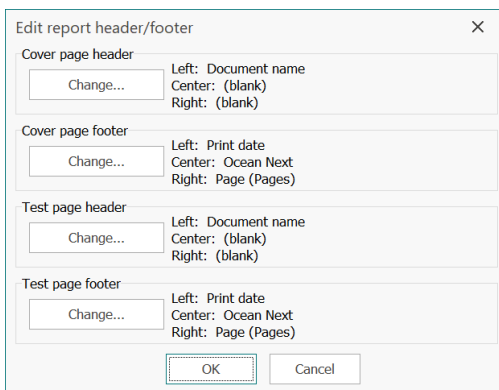 Edit report header/footer
Cover page header
Change...
Left: Document name
Center: (blank)
Right: (blank)
Cover page footer
Change...
Left: Print date
Center: Ocean Next
Right: Page (Pages)
Test page header
Change...
Left: Document name
Center: (blank)
Right: (blank)
Test page footer
Change...
Left: Print date
Center: Ocean Next
Right: Page (Pages)
OK Cancel